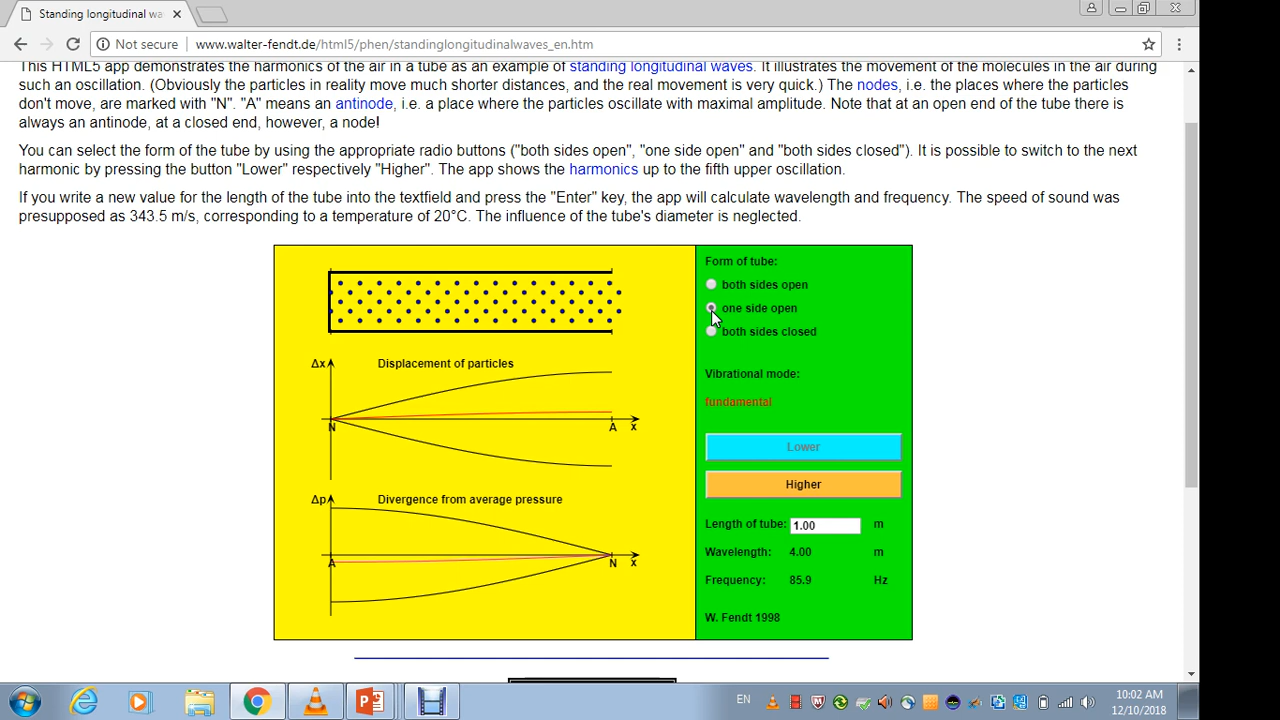 Standing longitudinal wa
Not secure
www.walter-fendt.de/html5/phen/standinglongitudinalwaves_en.htm
This HTML5 app demonstrates the harmonics of the air in a tube as an example of standing longitudinal waves. It illustrates the movement of the molecules in the air during
such an oscillation. (Obviously the particles in reality move much shorter distances, and the real movement is very quick.) The nodes, i.e. the places where the particles
don't move, are marked with "N". "A" means an antinode, i.e. a place where the particles oscillate with maximal amplitude. Note that at an open end of the tube there is
always an antinode, at a closed end, however, a node!
You can select the form of the tube by using the appropriate radio buttons ("both sides open", "one side open" and "both sides closed"). It is possible to switch to the next
harmonic by pressing the button "Lower" respectively "Higher". The app shows the harmonics up to the fifth upper oscillation.
If you write a new value for the length of the tube into the textfield and press the "Enter" key, the app will calculate wavelength and frequency. The speed of sound was
presupposed as 343.5 m/s, corresponding to a temperature of 20°C. The influence of the tube's diameter is neglected.
Δx Displacement of particles
N A x
Δp Divergence from average pressure
A N x
Form of tube:
both sides open
one side open
both sides closed
Vibrational mode:
fundamental
Lower
Higher
Length of tube: 1.00 m
Wavelength: 4.00 m
Frequency: 85.9 Hz
W. Fendt 1998
EN
10:02 AM
12/10/2018